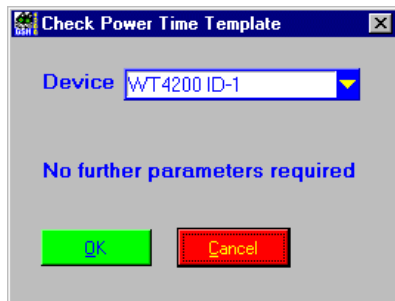 Check Power Time Template
Device WT4200 ID-1
No further parameters required
OK Cancel